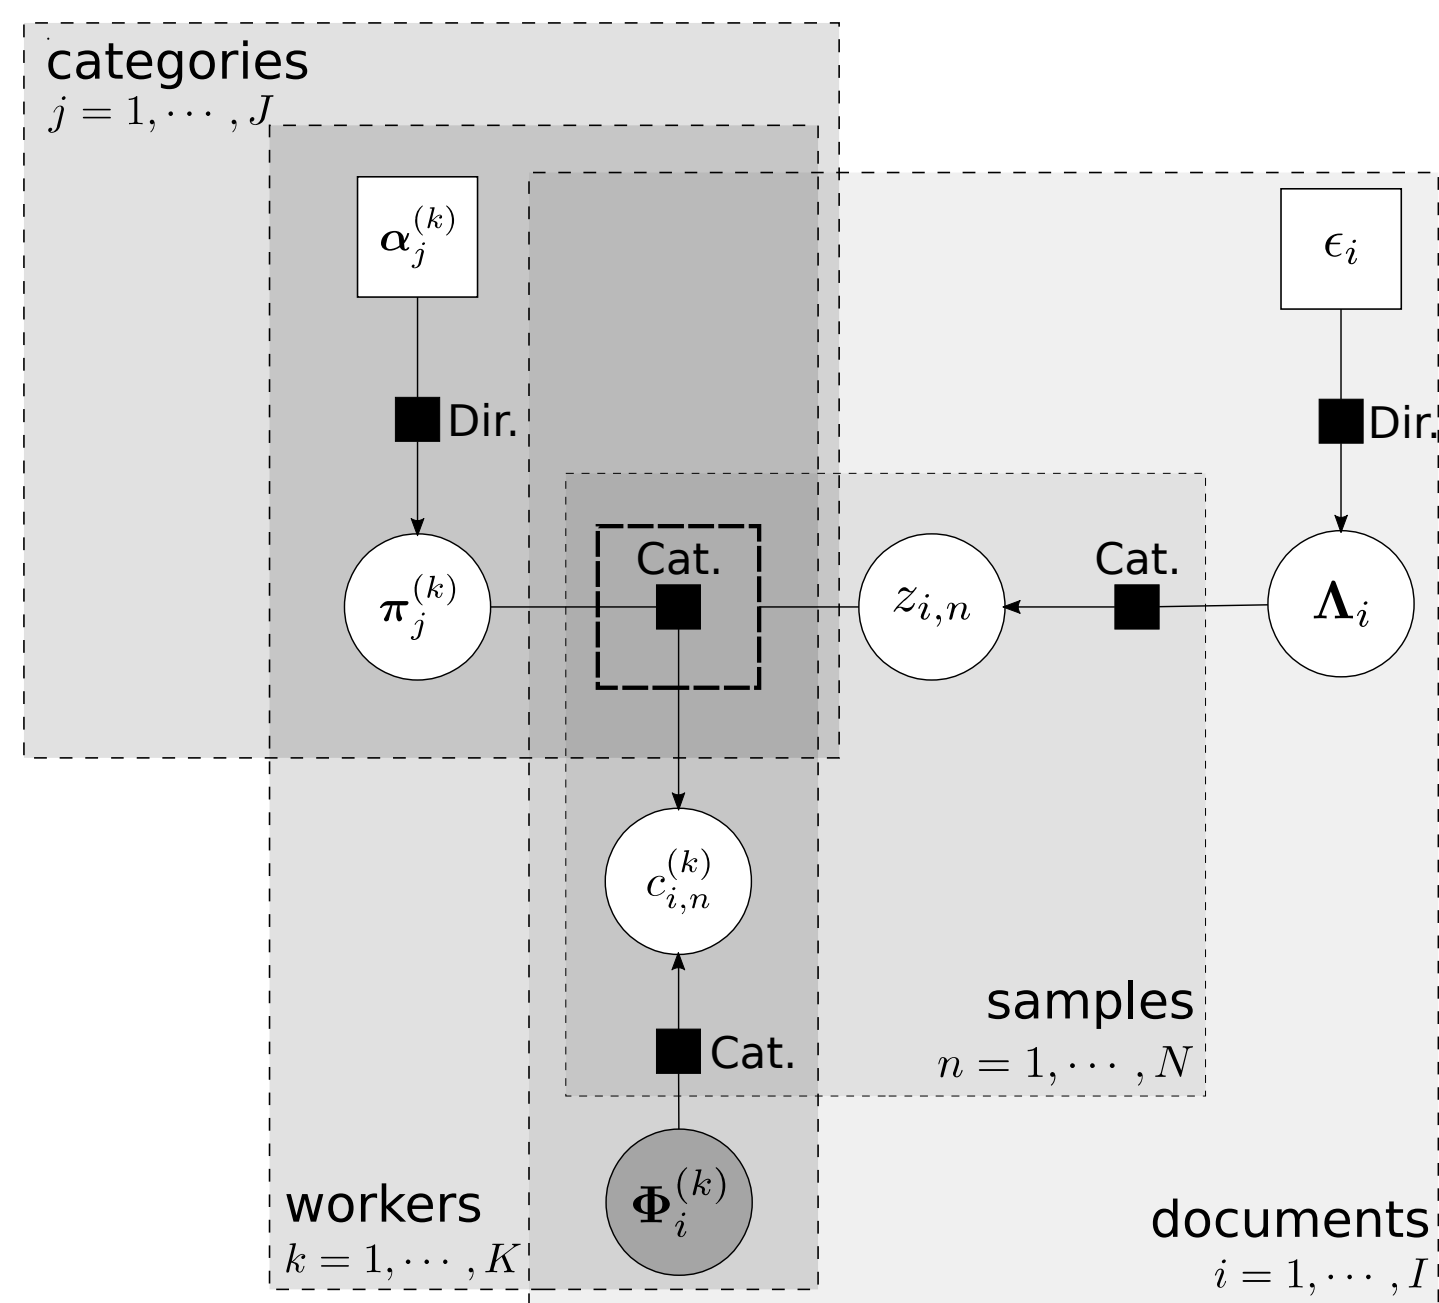 categories
j = 1, ⋯ , J
α_j^{(k)}
ϵ_i
Dir.
Dir.
Cat.
Cat.
π_j^{(k)}
z_{i,n}
Λ_i
c_{i,n}^{(k)}
samples
Cat.
n = 1, ⋯ , N
Φ_i^{(k)}
workers
documents
k = 1, ⋯ , K
i = 1, ⋯ , I